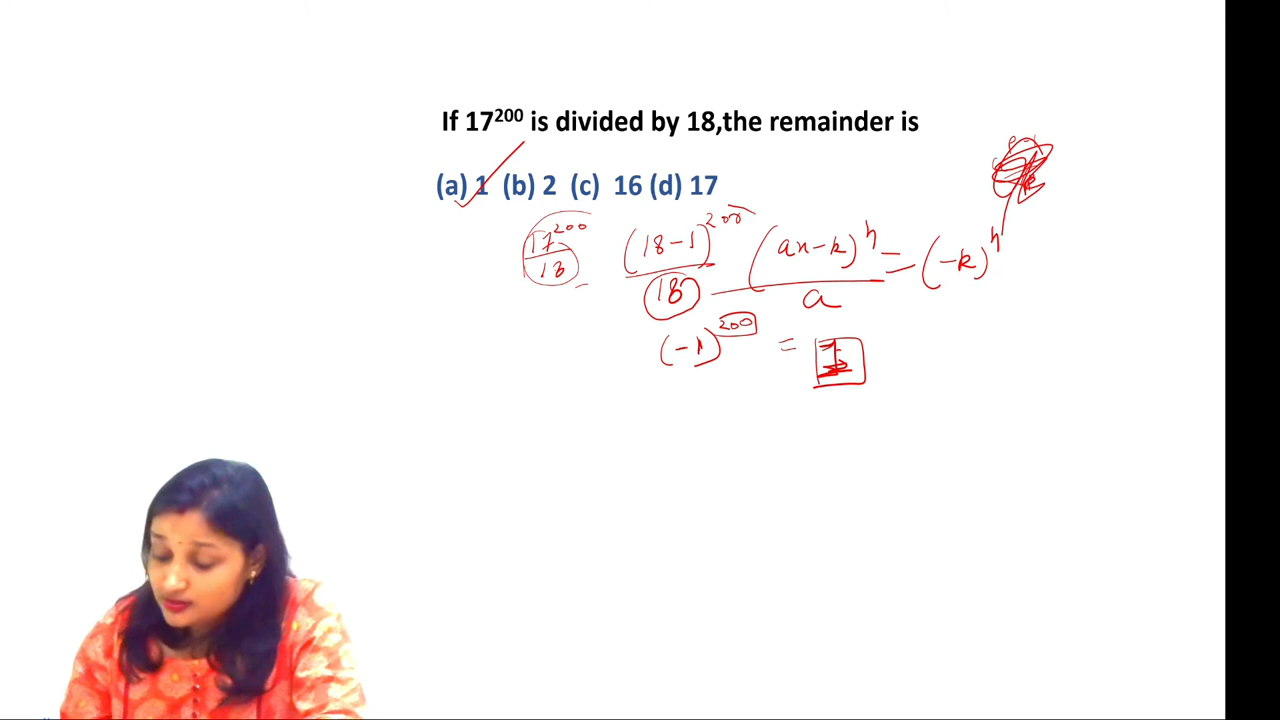 If 17²⁰⁰ is divided by 18,the remainder is
(a) 1 (b) 2 (c) 16 (d) 17
17²⁰⁰/18 (18-1)²⁰⁰/18 (ax-k)ⁿ/a = (-k)ⁿ
(-1)²⁰⁰ = 1